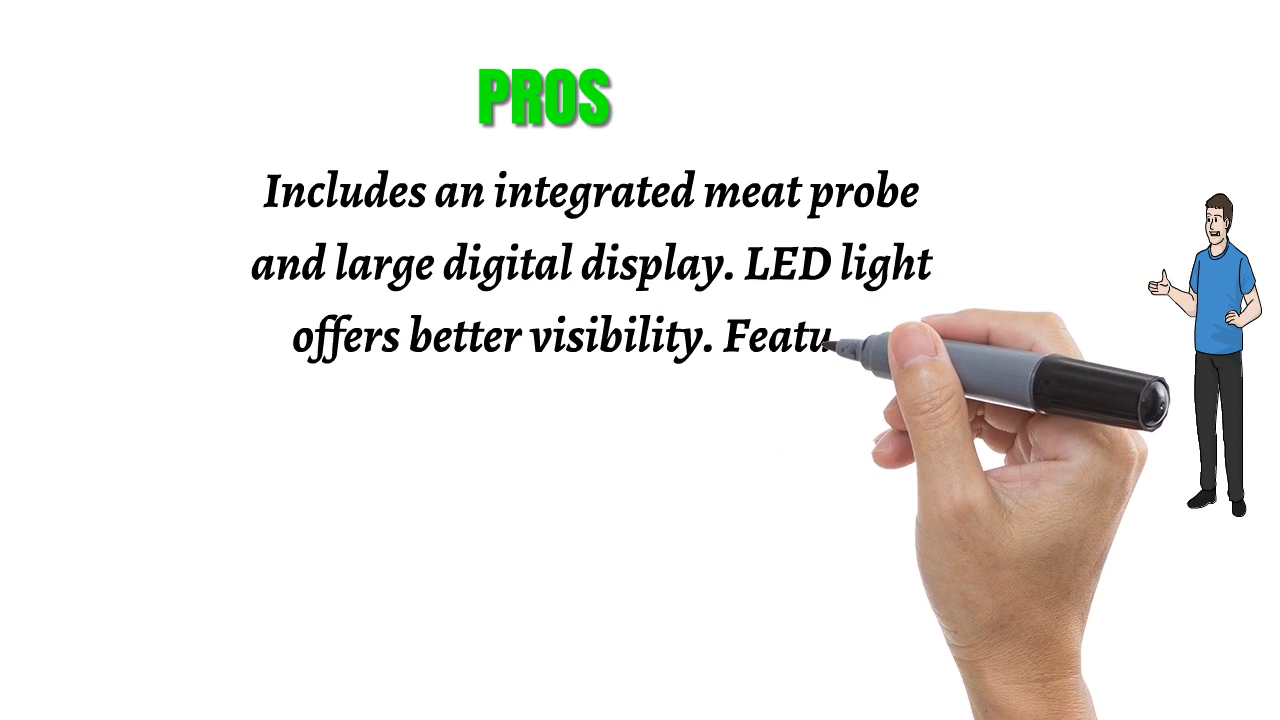 PROS
Includes an integrated meat probe
and large digital display. LED light
offers better visibility. Featu